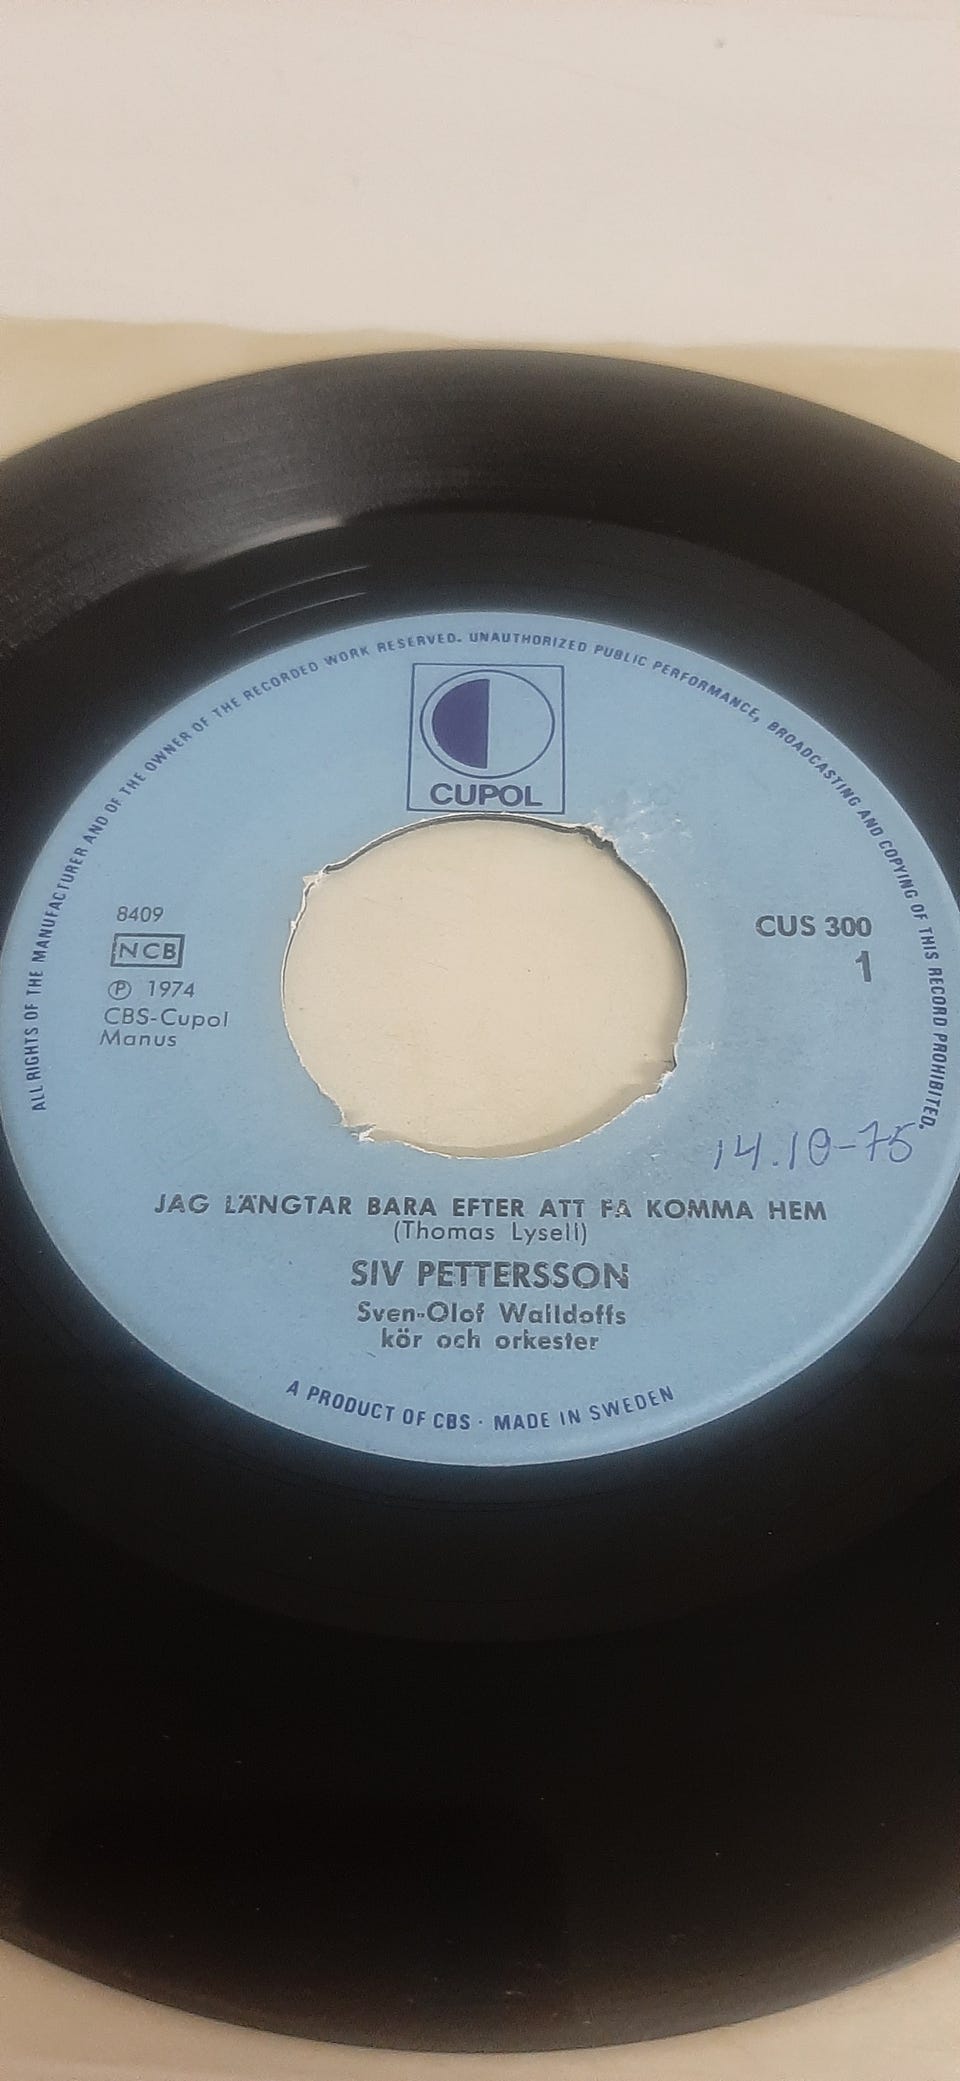 ALL RIGHTS OF THE MANUFACTURER AND OF THE OWNER OF THE RECORDED WORK RESERVED. UNAUTHORIZED PUBLIC PERFORMANCE, BROADCASTING AND COPYING OF THIS RECORD PROHIBITED.
CUPOL
8409
NCB
Ⓟ 1974
CBS-Cupol
Manus
CUS 300
1
14.10-75
JAG LÄNGTAR BARA EFTER ATT FÅ KOMMA HEM
(Thomas Lysell)
SIV PETTERSSON
Sven-Olof Walldoffs
kör och orkester
A PRODUCT OF CBS · MADE IN SWEDEN